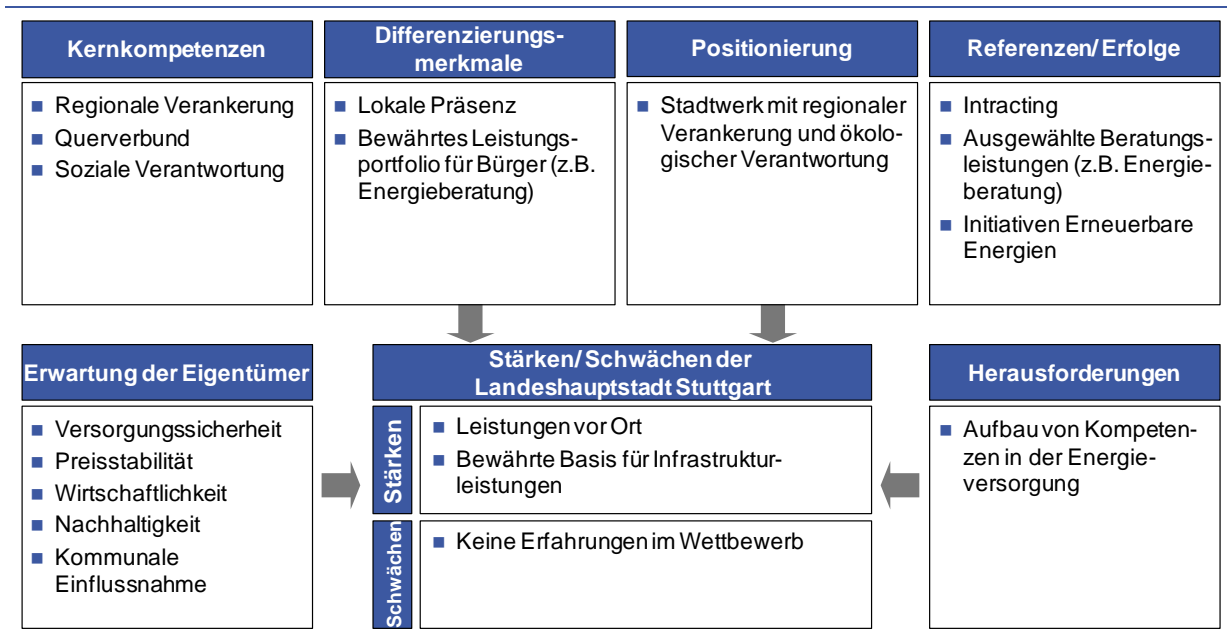 Kernkompetenzen
Regionale Verankerung
Querverbund
Soziale Verantwortung
Differenzierungs-
merkmale
Lokale Präsenz
Bewährtes Leistungs-
portfolio für Bürger (z.B.
Energieberatung)
Positionierung
Stadtwerk mit regionaler
Verankerung und ökolo-
gischer Verantwortung
Referenzen/Erfolge
Intracting
Ausgewählte Beratungs-
leistungen (z.B. Energie-
beratung)
Initiativen Erneuerbare
Energien
Erwartung der Eigentümer
Versorgungssicherheit
Preisstabilität
Wirtschaftlichkeit
Nachhaltigkeit
Kommunale
Einflussnahme
Stärken/Schwächen der
Landeshauptstadt Stuttgart
Stärken
Leistungen vor Ort
Bewährte Basis für Infrastruktur-
leistungen
Schwächen
Keine Erfahrungen im Wettbewerb
Herausforderungen
Aufbau von Kompeten-
zen in der Energie-
versorgung